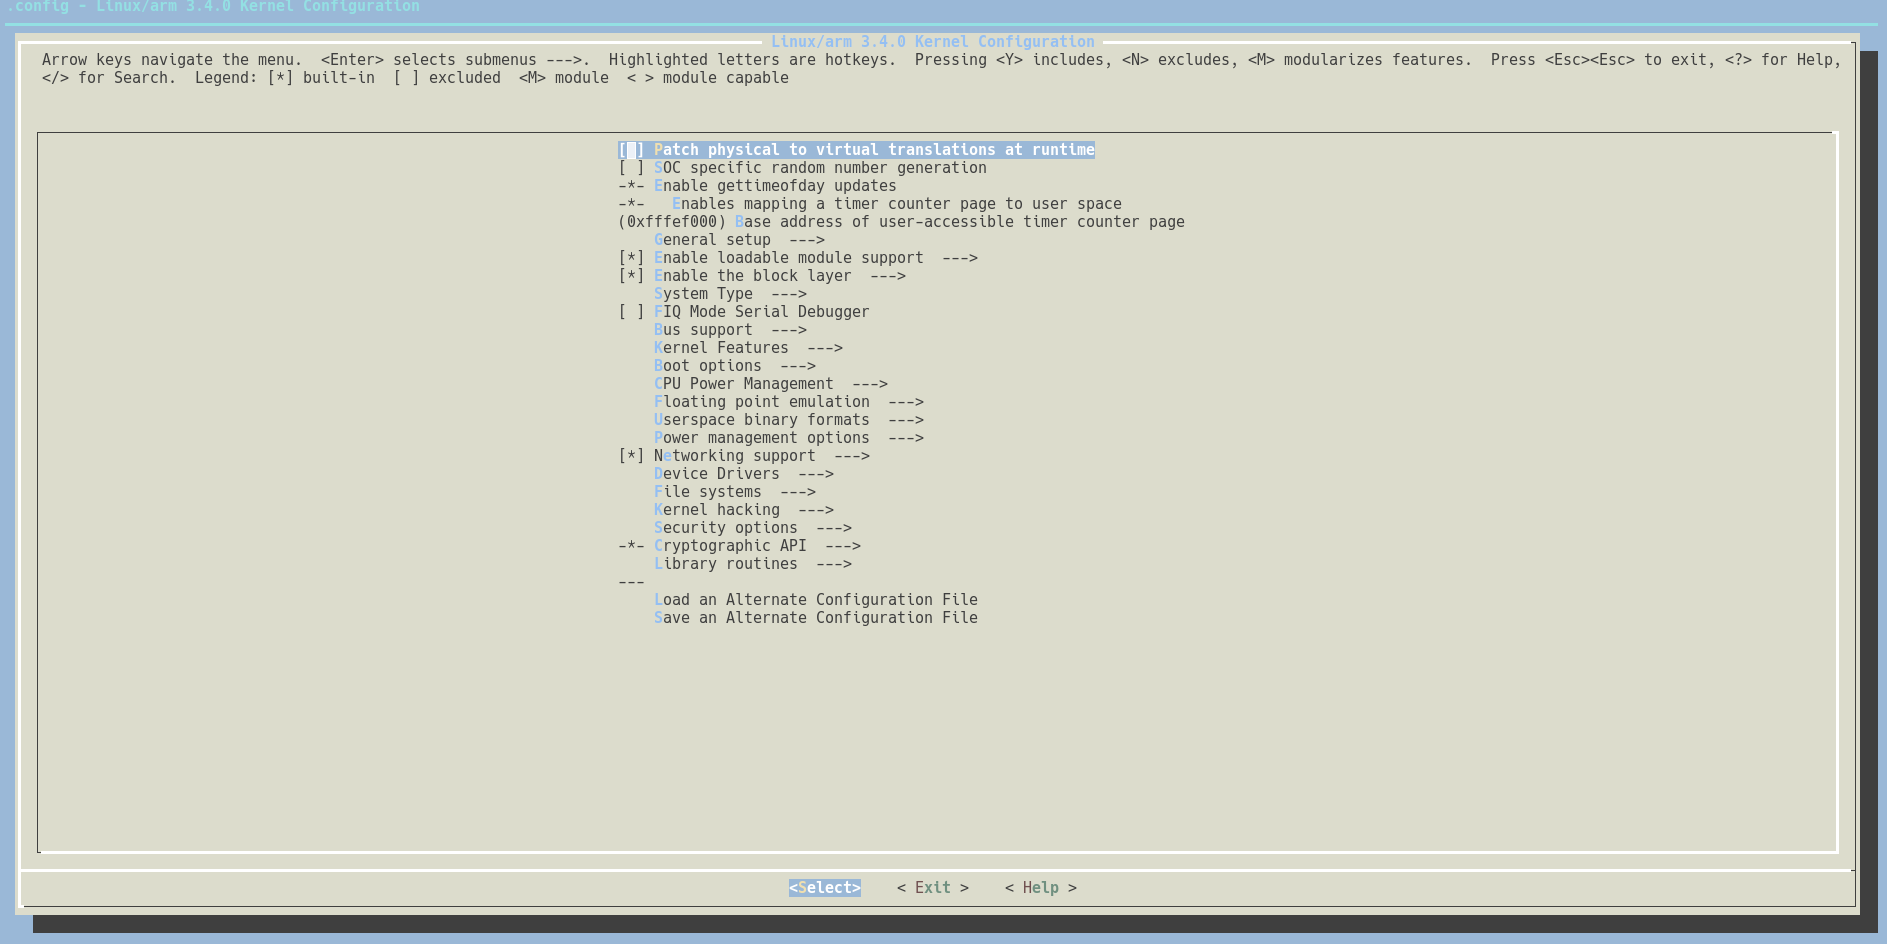 .config - Linux/arm 3.4.0 Kernel Configuration
Linux/arm 3.4.0 Kernel Configuration
Arrow keys navigate the menu.  <Enter> selects submenus --->.  Highlighted letters are hotkeys.  Pressing <Y> includes, <N> excludes, <M> modularizes features.  Press <Esc><Esc> to exit, <?> for Help,
</> for Search.  Legend: [*] built-in  [ ] excluded  <M> module  < > module capable
[ ] Patch physical to virtual translations at runtime
[ ] SOC specific random number generation
-*- Enable gettimeofday updates
-*-   Enables mapping a timer counter page to user space
(0xfffef000) Base address of user-accessible timer counter page
General setup  --->
[*] Enable loadable module support  --->
[*] Enable the block layer  --->
System Type  --->
[ ] FIQ Mode Serial Debugger
Bus support  --->
Kernel Features  --->
Boot options  --->
CPU Power Management  --->
Floating point emulation  --->
Userspace binary formats  --->
Power management options  --->
[*] Networking support  --->
Device Drivers  --->
File systems  --->
Kernel hacking  --->
Security options  --->
-*- Cryptographic API  --->
Library routines  --->
---
Load an Alternate Configuration File
Save an Alternate Configuration File
<Select>    < Exit >    < Help >